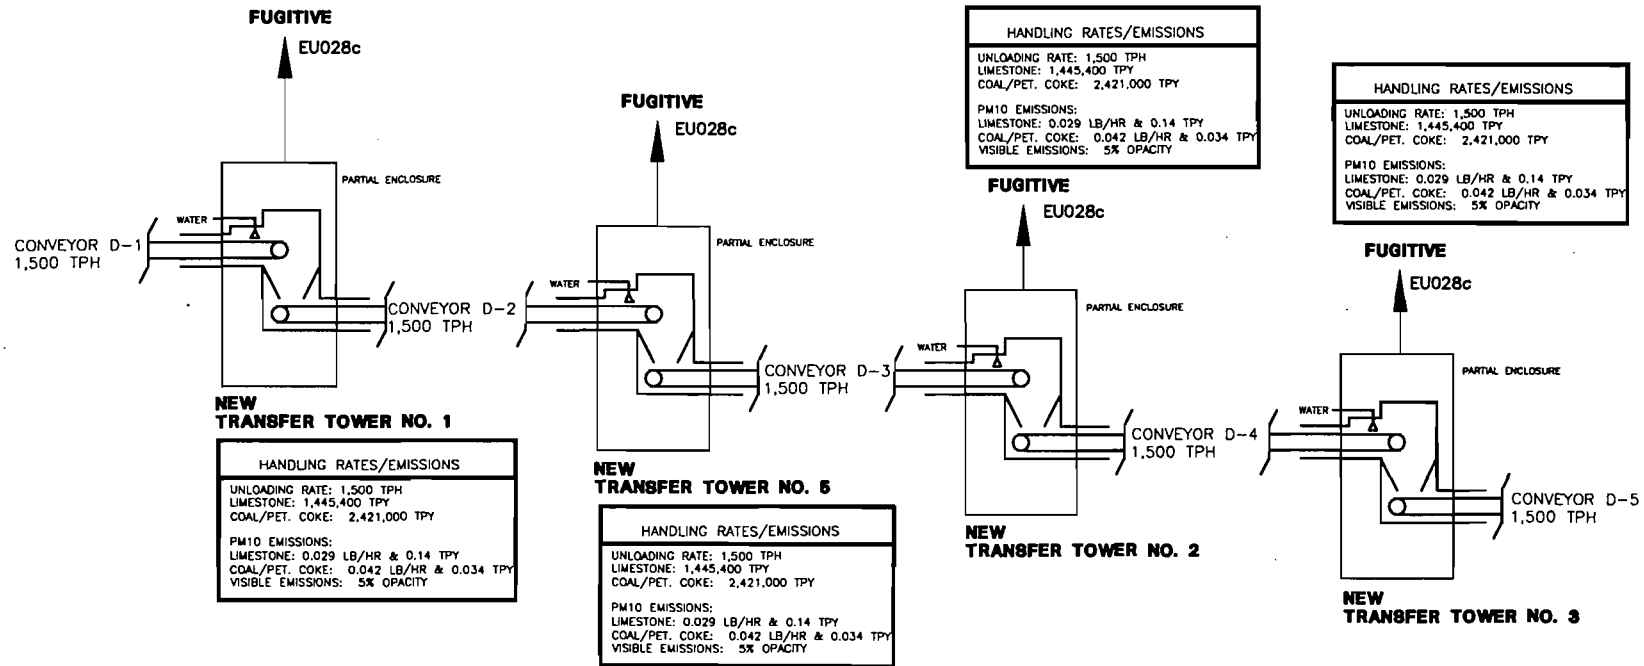 FUGITIVE
EU028c
PARTIAL ENCLOSURE
WATER
CONVEYOR D-1
1,500 TPH
NEW
TRANSFER TOWER NO. 1
HANDLING RATES/EMISSIONS
UNLOADING RATE: 1,500 TPH
LIMESTONE: 1,445,400 TPY
COAL/PET. COKE: 2,421,000 TPY
PM10 EMISSIONS:
LIMESTONE: 0.029 LB/HR & 0.14 TPY
COAL/PET. COKE: 0.042 LB/HR & 0.034 TPY
VISIBLE EMISSIONS: 5% OPACITY
CONVEYOR D-2
1,500 TPH
FUGITIVE
EU028c
PARTIAL ENCLOSURE
WATER
NEW
TRANSFER TOWER NO. 5
HANDLING RATES/EMISSIONS
UNLOADING RATE: 1,500 TPH
LIMESTONE: 1,445,400 TPY
COAL/PET. COKE: 2,421,000 TPY
PM10 EMISSIONS:
LIMESTONE: 0.029 LB/HR & 0.14 TPY
COAL/PET. COKE: 0.042 LB/HR & 0.034 TPY
VISIBLE EMISSIONS: 5% OPACITY
CONVEYOR D-3
1,500 TPH
HANDLING RATES/EMISSIONS
UNLOADING RATE: 1,500 TPH
LIMESTONE: 1,445,400 TPY
COAL/PET. COKE: 2,421,000 TPY
PM10 EMISSIONS:
LIMESTONE: 0.029 LB/HR & 0.14 TPY
COAL/PET. COKE: 0.042 LB/HR & 0.034 TPY
VISIBLE EMISSIONS: 5% OPACITY
FUGITIVE
EU028c
PARTIAL ENCLOSURE
WATER
NEW
TRANSFER TOWER NO. 2
CONVEYOR D-4
1,500 TPH
HANDLING RATES/EMISSIONS
UNLOADING RATE: 1,500 TPH
LIMESTONE: 1,445,400 TPY
COAL/PET. COKE: 2,421,000 TPY
PM10 EMISSIONS:
LIMESTONE: 0.029 LB/HR & 0.14 TPY
COAL/PET. COKE: 0.042 LB/HR & 0.034 TPY
VISIBLE EMISSIONS: 5% OPACITY
FUGITIVE
EU028c
PARTIAL ENCLOSURE
WATER
CONVEYOR D-5
1,500 TPH
NEW
TRANSFER TOWER NO. 3